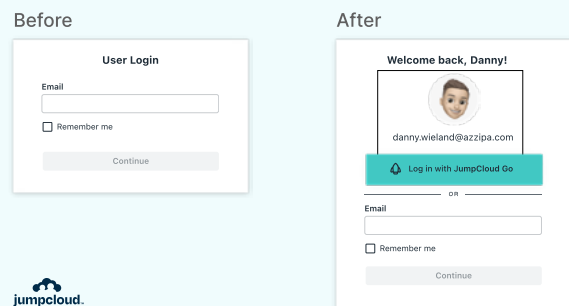 Before
User Login
Email
Remember me
Continue
After
Welcome back, Danny!
danny.wieland@azzipa.com
Log in with JumpCloud Go
OR
Email
Remember me
Continue
jumpcloud.